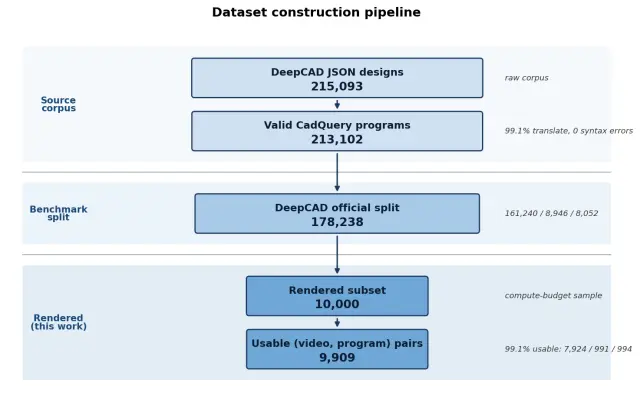 Dataset construction pipeline
DeepCAD JSON designs
215,093
raw corpus
Source
corpus
Valid CadQuery programs
213,102
99.1% translate, 0 syntax errors
Benchmark
split
DeepCAD official split
178,238
161,240 / 8,946 / 8,052
Rendered
(this work)
Rendered subset
10,000
compute-budget sample
Usable (video, program) pairs
9,909
99.1% usable: 7,924 / 991 / 994